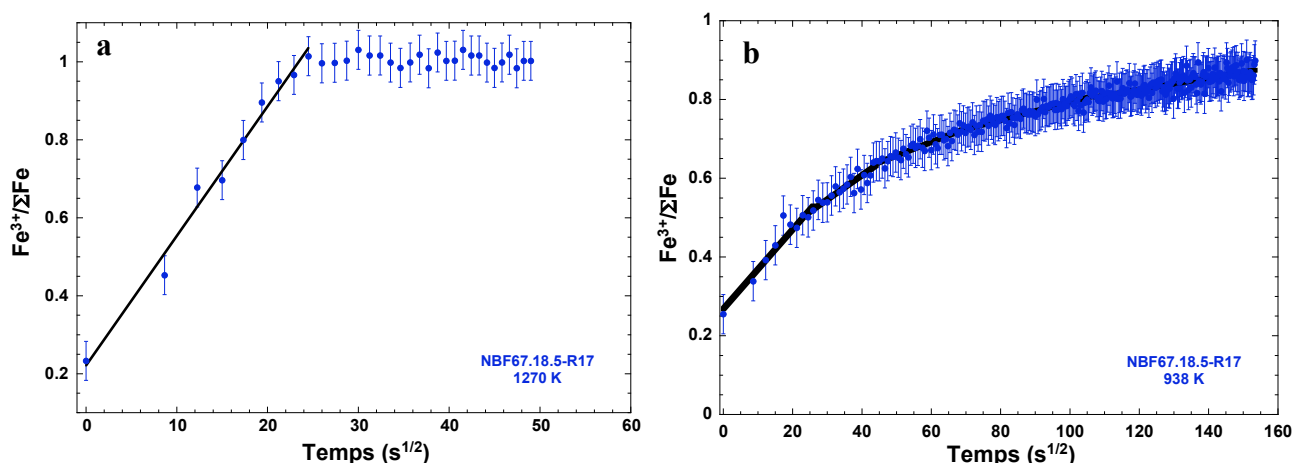 a
Fe³⁺/ΣFe
1
0.8
0.6
0.4
0.2
0 10 20 30 40 50 60
Temps (s¹/²)
NBF67.18.5-R17
1270 K
b
Fe³⁺/ΣFe
1
0.8
0.6
0.4
0.2
0
0 20 40 60 80 100 120 140 160
Temps (s¹/²)
NBF67.18.5-R17
938 K